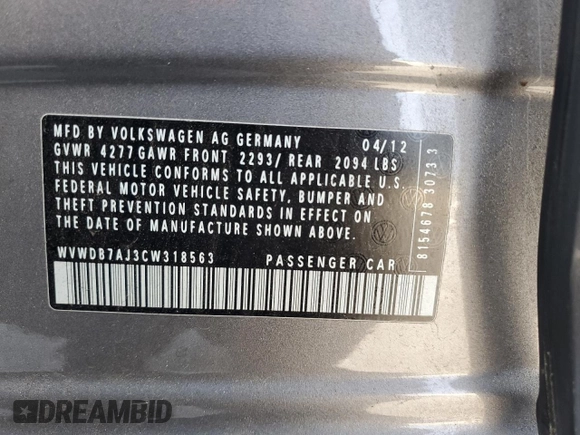 MFD BY VOLKSWAGEN AG GERMANY 04/12
GVWR 4277 GAWR FRONT 2293/ REAR 2094 LBS
THIS VEHICLE CONFORMS TO ALL APPLICABLE U.S.
FEDERAL MOTOR VEHICLE SAFETY, BUMPER AND
THEFT PREVENTION STANDARDS IN EFFECT ON
THE DATE OF MANUFACTURE SHOWN ABOVE.
WVWDB7AJ3CW318563 PASSENGER CAR
8154678 3073 3
DREAMBID